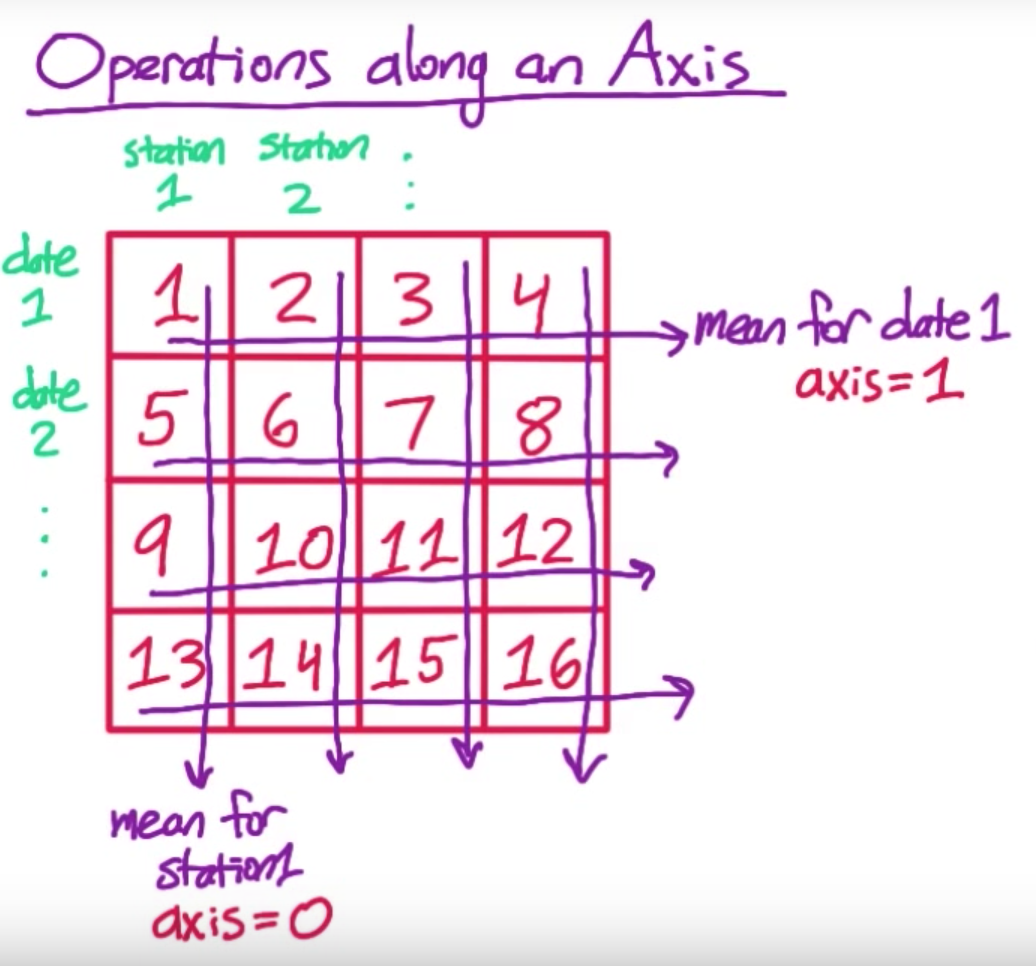 Operations along an Axis
station station :
1 2 :
date
1
1 2 3 4
mean for date 1
axis=1
date
2
5 6 7 8
:
9 10 11 12
13 14 15 16
mean for
station1
axis=0